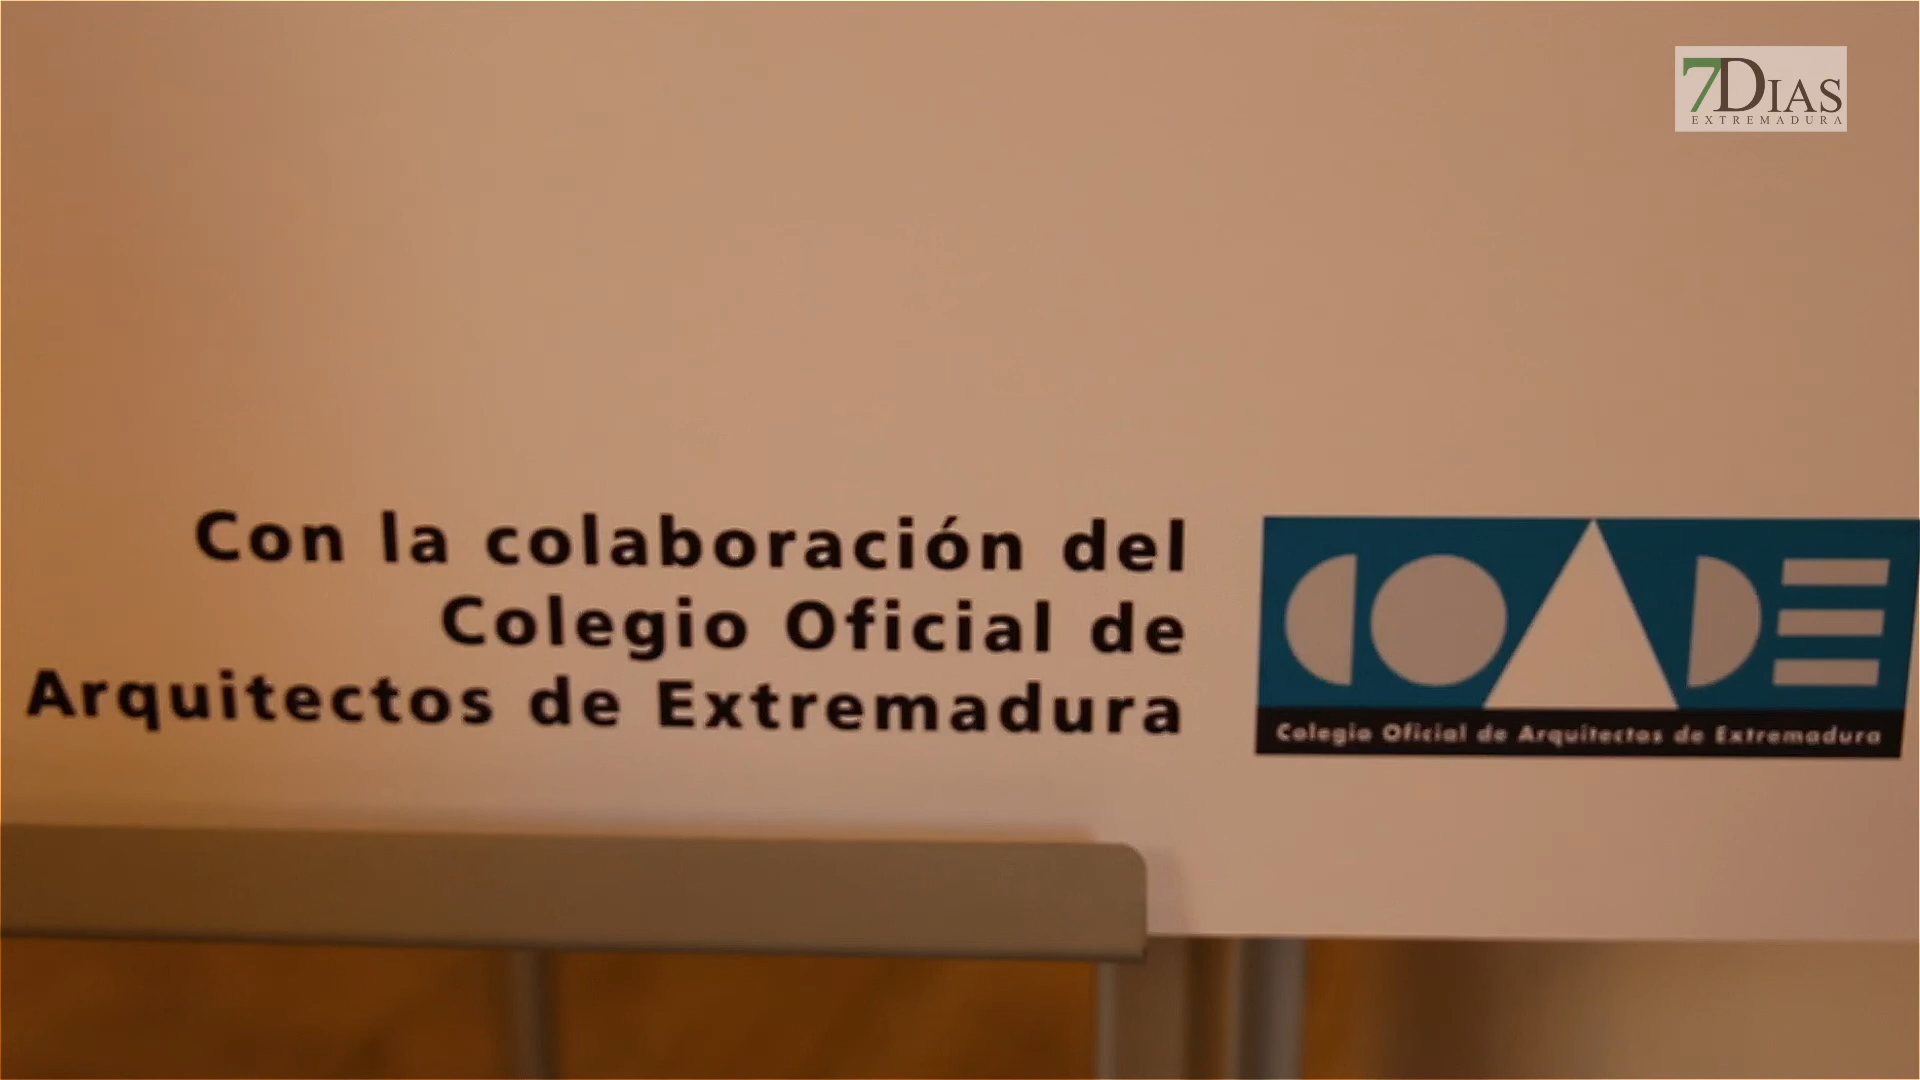 7DIAS
EXTREMADURA
Con la colaboración del
Colegio Oficial de
Arquitectos de Extremadura
COADE
Colegio Oficial de Arquitectos de Extremadura